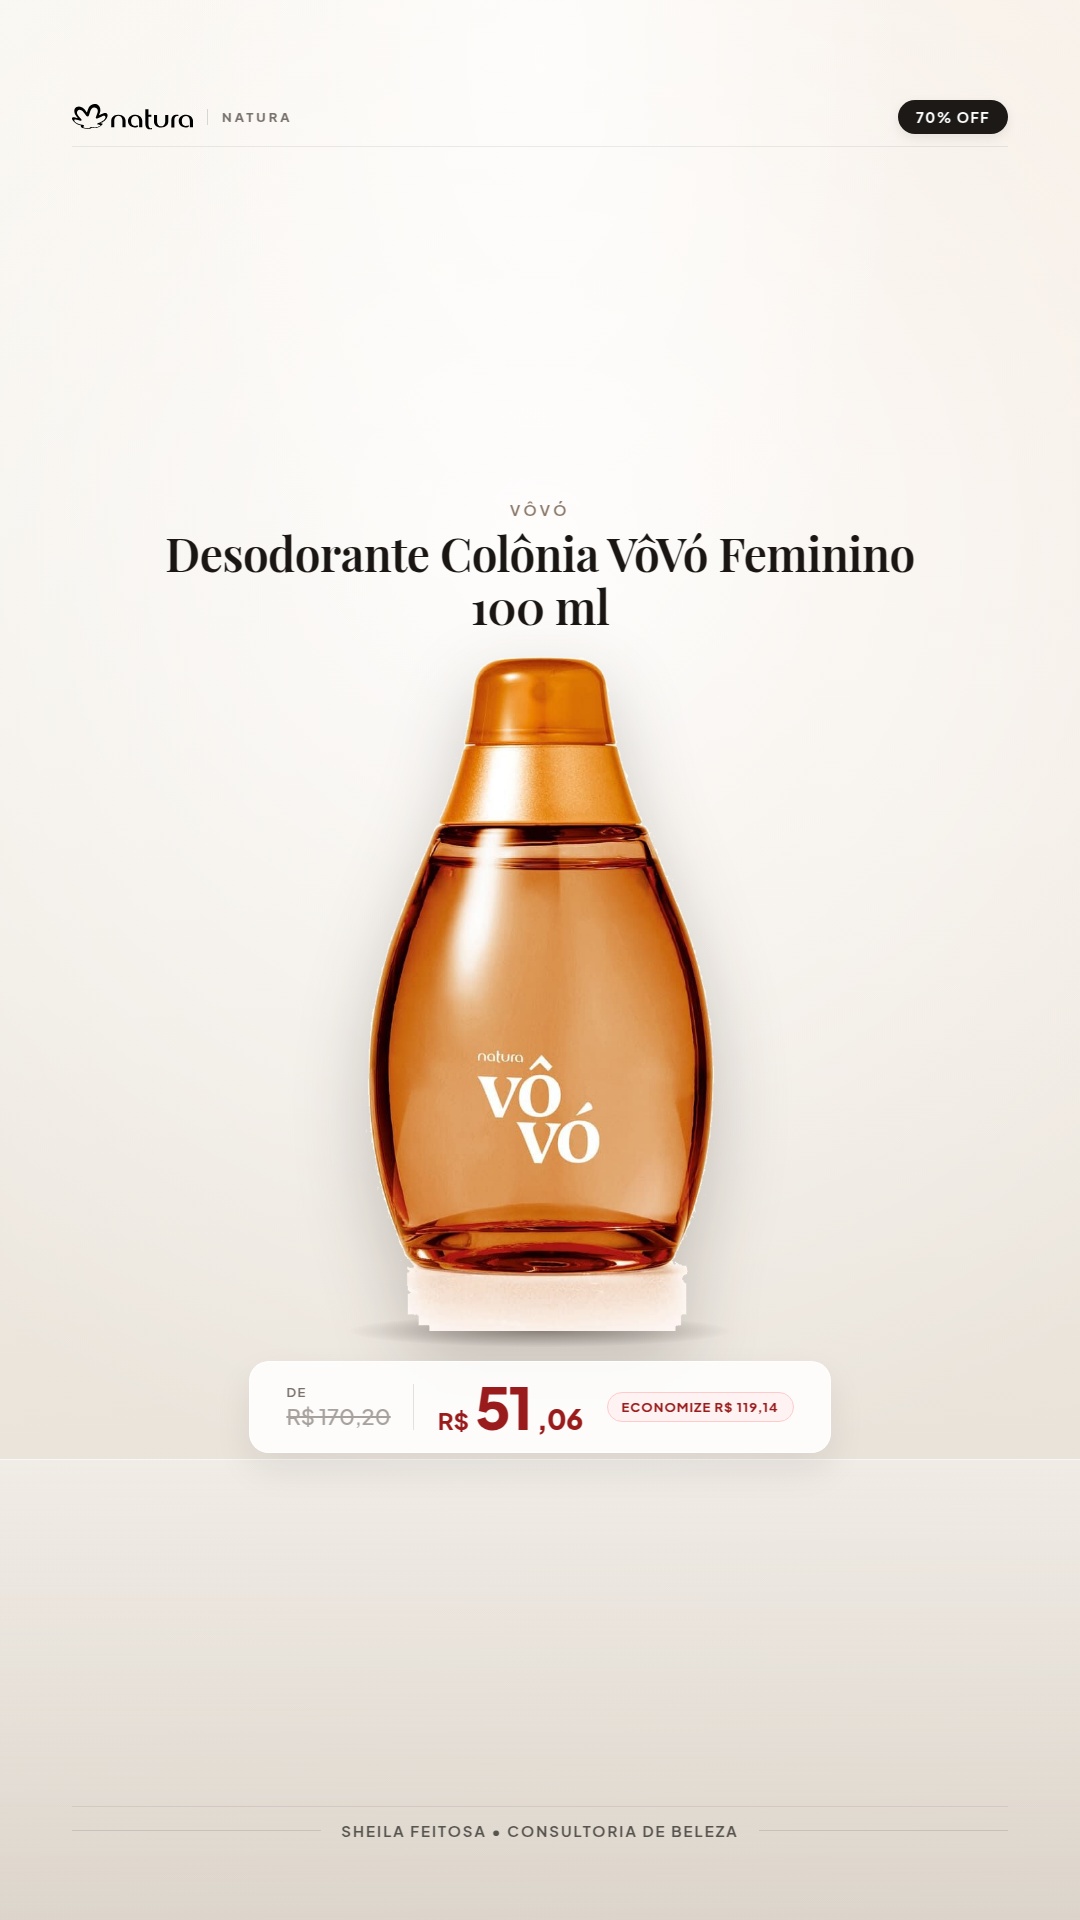 natura
NATURA
70% OFF
VÔVÓ
Desodorante Colônia VôVó Feminino
100 ml
natura
vô
vó
DE
R$ 170,20
R$ 51,06
ECONOMIZE R$ 119,14
SHEILA FEITOSA • CONSULTORIA DE BELEZA